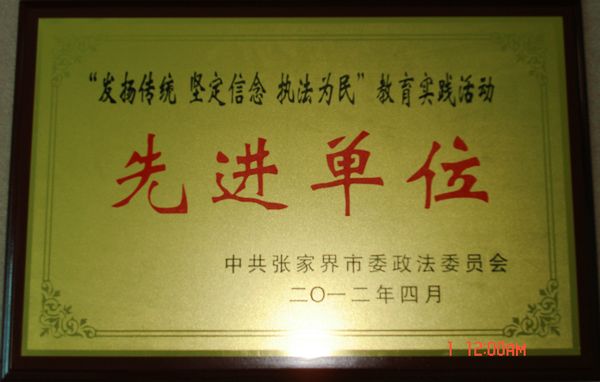 “发扬传统 坚定信念 执法为民”教育实践活动
先进单位
中共张家界市委政法委员会
二〇一二年四月
1 12:00AM